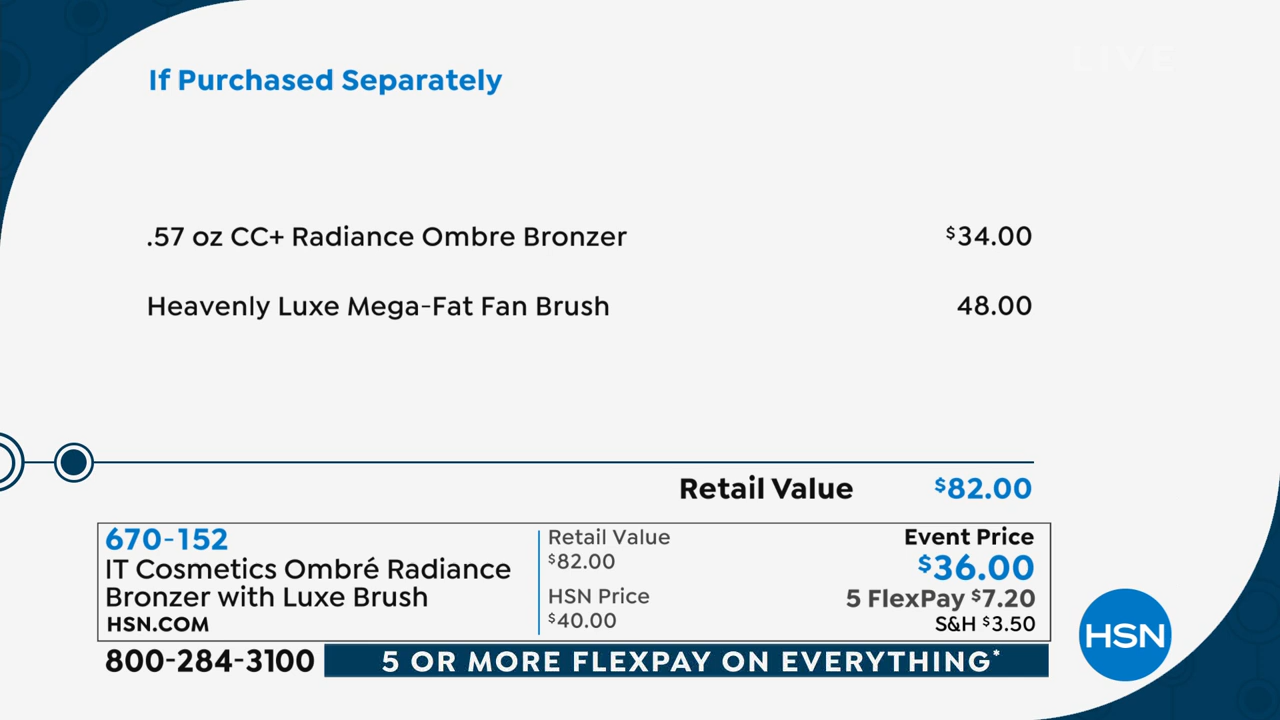 LIVE
If Purchased Separately
.57 oz CC+ Radiance Ombre Bronzer $34.00
Heavenly Luxe Mega-Fat Fan Brush 48.00
Retail Value $82.00
670-152
IT Cosmetics Ombré Radiance
Bronzer with Luxe Brush
HSN.COM
Retail Value
$82.00
HSN Price
$40.00
Event Price
$36.00
5 FlexPay $7.20
S&H $3.50
HSN
800-284-3100 5 OR MORE FLEXPAY ON EVERYTHING*